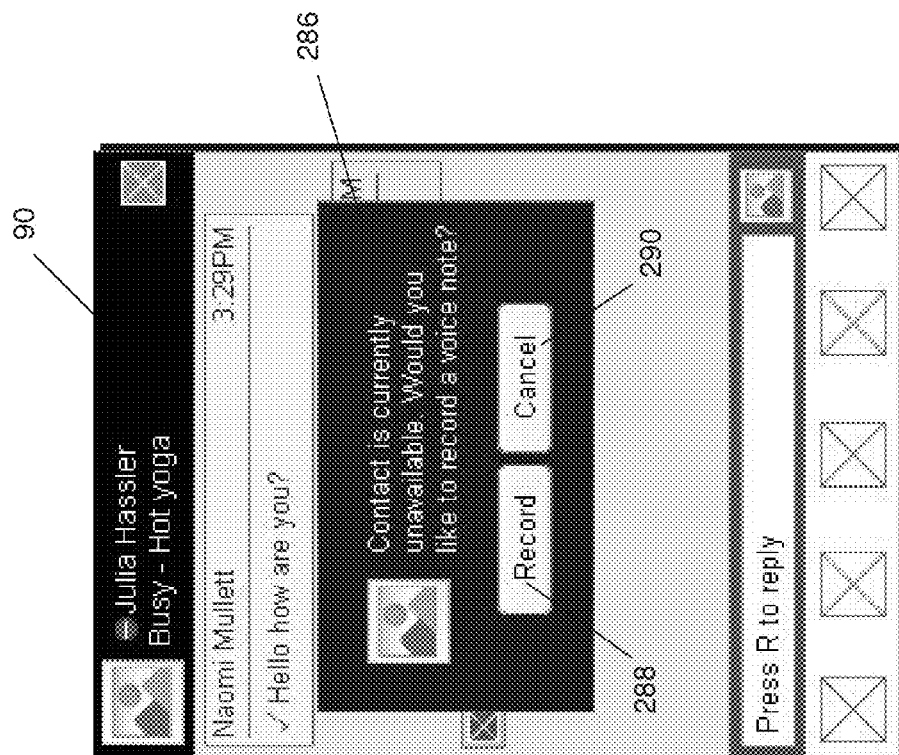 90
Julia Hassler
Busy - Hot yoga
Naomi Mullett 3:29PM
✓ Hello how are you?
M
286
Contact is currently
unavailable. Would you
like to record a voice note?
Record Cancel
288
290
Press R to reply